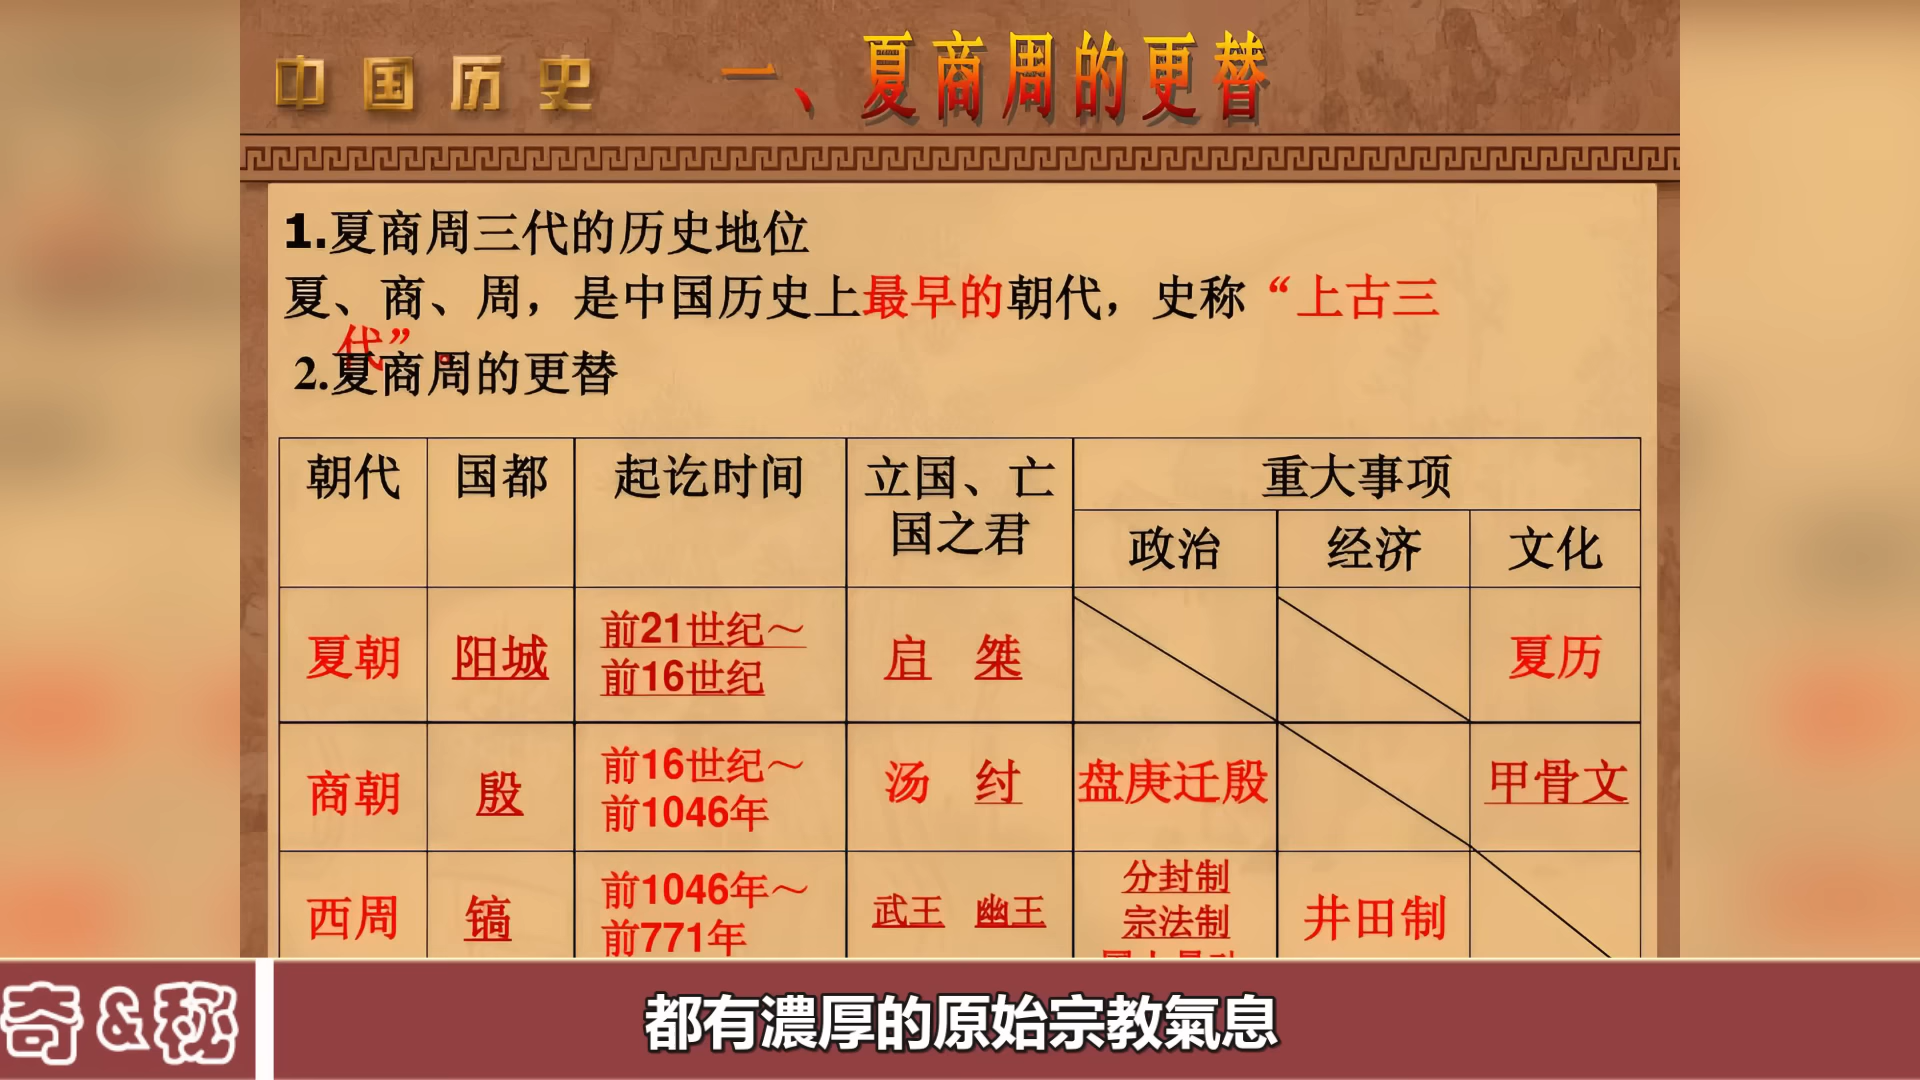 中国历史
一、夏商周的更替
1.夏商周三代的历史地位
夏、商、周，是中国历史上最早的朝代，史称“上古三
代”。
2.夏商周的更替
朝代 国都 起讫时间 立国、亡
国之君
重大事项
政治 经济 文化
夏朝 阳城 前21世纪～
前16世纪
启 桀 夏历
商朝 殷 前16世纪～
前1046年
汤 纣 盘庚迁殷 甲骨文
西周 镐 前1046年～
前771年
武王 幽王 分封制
宗法制
井田制
奇&秘
都有濃厚的原始宗教氣息